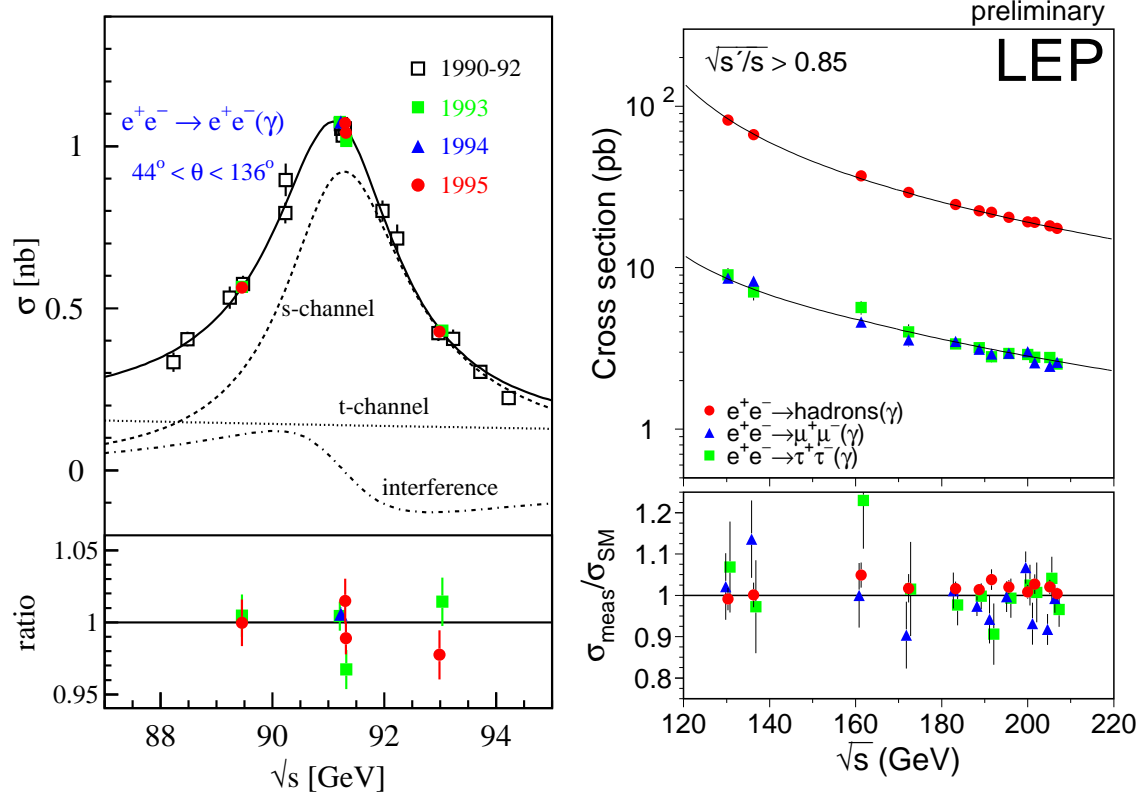 e⁺e⁻ → e⁺e⁻(γ)
44° < θ < 136°
1990-92
1993
1994
1995
s-channel
t-channel
interference
σ [nb]
1
0.5
0
ratio
1.05
1
0.95
88
90
92
94
√s [GeV]
preliminary
LEP
√s´/s > 0.85
Cross section (pb)
10²
10
1
e⁺e⁻→hadrons(γ)
e⁺e⁻→μ⁺μ⁻(γ)
e⁺e⁻→τ⁺τ⁻(γ)
σmeas/σSM
1.2
1.1
1
0.9
0.8
120
140
160
180
200
220
√s (GeV)